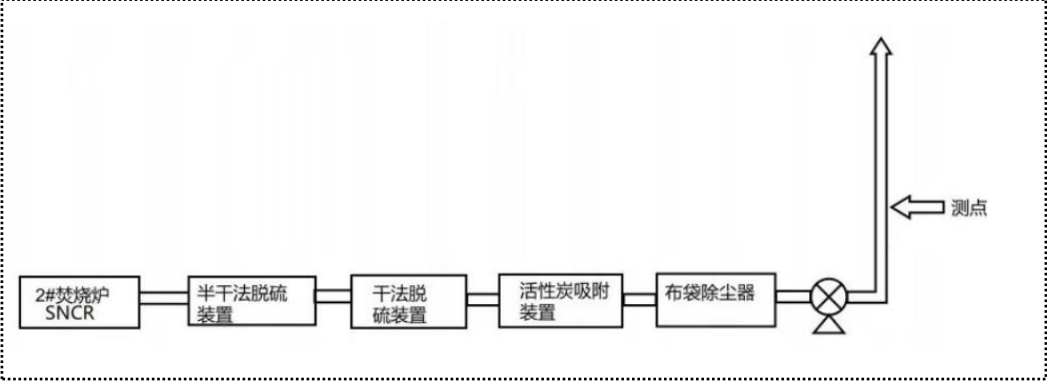 测点
2#焚烧炉
SNCR
半干法脱硫
装置
干法脱
硫装置
活性炭吸附
装置
布袋除尘器